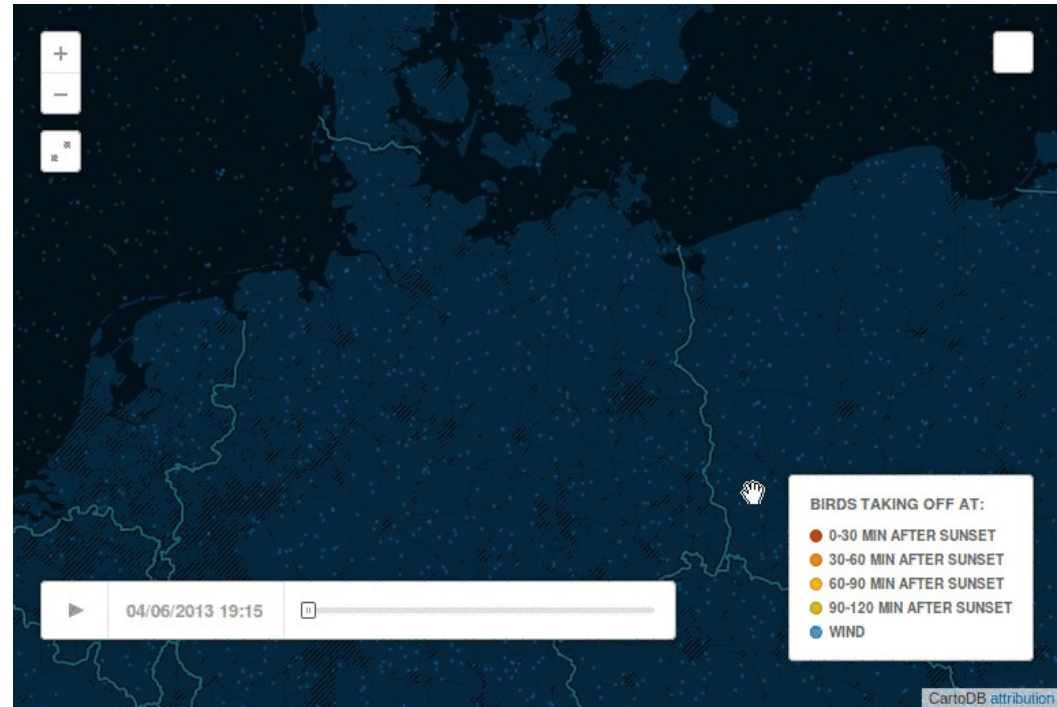 +
−
BIRDS TAKING OFF AT:
0-30 MIN AFTER SUNSET
30-60 MIN AFTER SUNSET
60-90 MIN AFTER SUNSET
90-120 MIN AFTER SUNSET
WIND
04/06/2013 19:15
CartoDB attribution